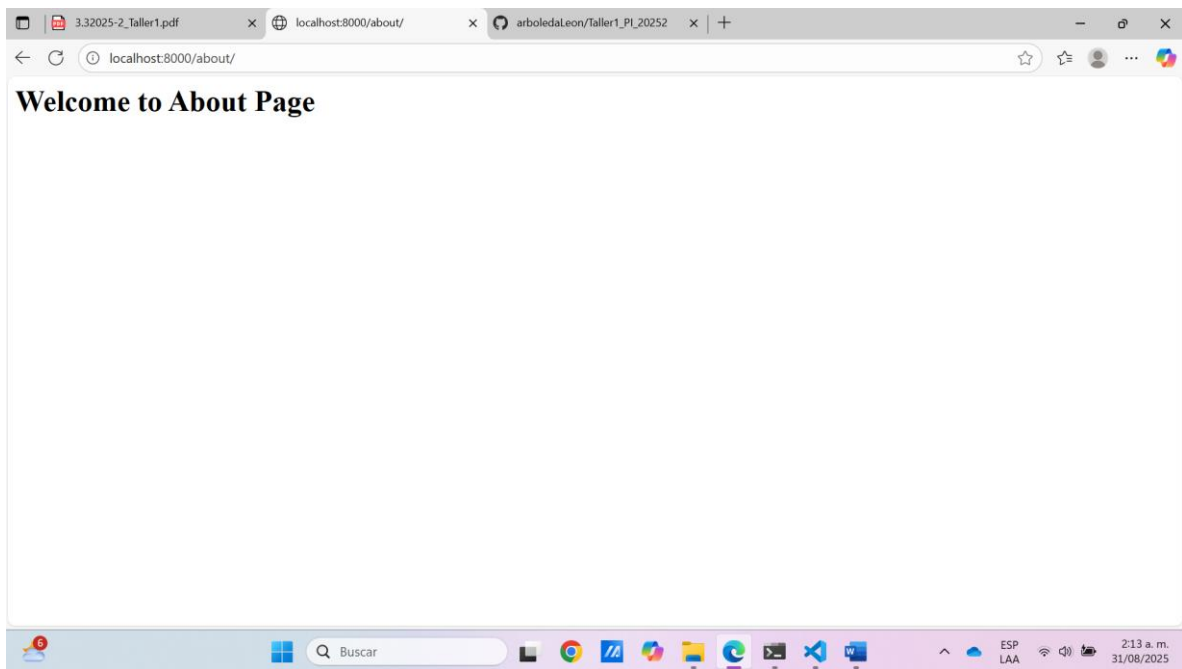 3.32025-2_Taller1.pdf
localhost:8000/about/
arboledaLeon/Taller1_PI_20252
localhost:8000/about/
Welcome to About Page
6
Buscar
ESP
LAA
2:13 a. m.
31/08/2025